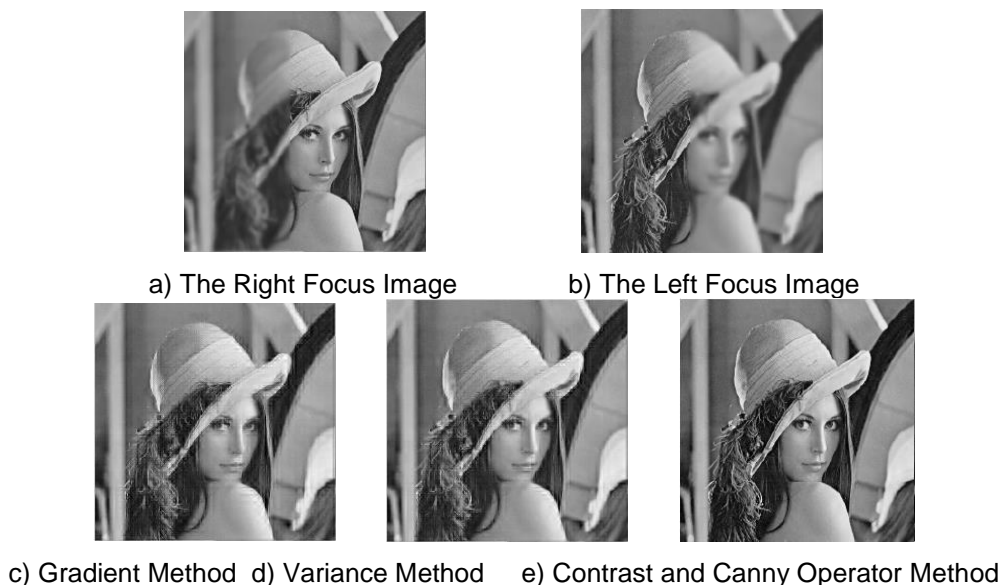 a) The Right Focus Image
b) The Left Focus Image
c) Gradient Method d) Variance Method e) Contrast and Canny Operator Method